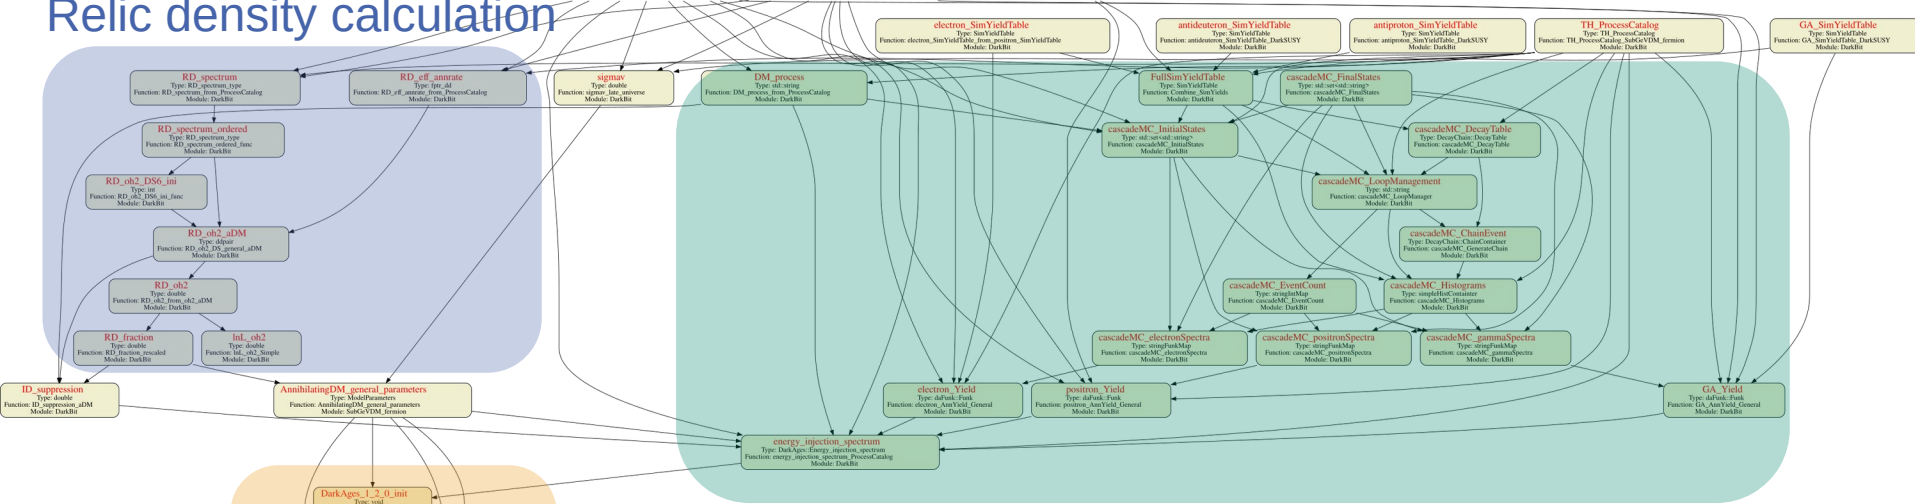 Relic density calculation
electron_SimYieldTable
Type: SimYieldTable
Function: electron_SimYieldTable_from_positron_SimYieldTable
Module: DarkBit
antideuteron_SimYieldTable
Type: SimYieldTable
Function: antideuteron_SimYieldTable_DarkSUSY
Module: DarkBit
antiproton_SimYieldTable
Type: SimYieldTable
Function: antiproton_SimYieldTable_DarkSUSY
Module: DarkBit
TH_ProcessCatalog
Type: TH_ProcessCatalog
Function: TH_ProcessCatalog_SubGeVDM_fermion
Module: DarkBit
GA_SimYieldTable
Type: SimYieldTable
Function: GA_SimYieldTable_DarkSUSY
Module: DarkBit
RD_spectrum
Type: RD_spectrum_type
Function: RD_spectrum_from_ProcessCatalog
Module: DarkBit
RD_eff_annrate
Type: fptr_dd
Function: RD_eff_annrate_from_ProcessCatalog
Module: DarkBit
sigmav
Type: double
Function: sigmav_late_universe
Module: DarkBit
DM_process
Type: std::string
Function: DM_process_from_ProcessCatalog
Module: DarkBit
FullSimYieldTable
Type: SimYieldTable
Function: Combine_SimYields
Module: DarkBit
cascadeMC_FinalStates
Type: std::set<std::string>
Function: cascadeMC_FinalStates
Module: DarkBit
RD_spectrum_ordered
Type: RD_spectrum_type
Function: RD_spectrum_ordered_func
Module: DarkBit
cascadeMC_InitialStates
Type: std::set<std::string>
Function: cascadeMC_InitialStates
Module: DarkBit
cascadeMC_DecayTable
Type: DecayChain::DecayTable
Function: cascadeMC_DecayTable
Module: DarkBit
RD_oh2_DS6_ini
Type: int
Function: RD_oh2_DS6_ini_func
Module: DarkBit
cascadeMC_LoopManagement
Type: std::string
Function: cascadeMC_LoopManager
Module: DarkBit
RD_oh2_aDM
Type: ddpair
Function: RD_oh2_DS_general_aDM
Module: DarkBit
cascadeMC_ChainEvent
Type: DecayChain::ChainContainer
Function: cascadeMC_GenerateChain
Module: DarkBit
RD_oh2
Type: double
Function: RD_oh2_from_oh2_aDM
Module: DarkBit
cascadeMC_EventCount
Type: stringIntMap
Function: cascadeMC_EventCount
Module: DarkBit
cascadeMC_Histograms
Type: simpleHistContainter
Function: cascadeMC_Histograms
Module: DarkBit
RD_fraction
Type: double
Function: RD_fraction_rescaled
Module: DarkBit
lnL_oh2
Type: double
Function: lnL_oh2_Simple
Module: DarkBit
cascadeMC_electronSpectra
Type: stringFunkMap
Function: cascadeMC_electronSpectra
Module: DarkBit
cascadeMC_positronSpectra
Type: stringFunkMap
Function: cascadeMC_positronSpectra
Module: DarkBit
cascadeMC_gammaSpectra
Type: stringFunkMap
Function: cascadeMC_gammaSpectra
Module: DarkBit
ID_suppression
Type: double
Function: ID_suppression_aDM
Module: DarkBit
AnnihilatingDM_general_parameters
Type: ModelParameters
Function: AnnihilatingDM_general_parameters
Module: SubGeVDM_fermion
electron_Yield
Type: daFunk::Funk
Function: electron_AnnYield_General
Module: DarkBit
positron_Yield
Type: daFunk::Funk
Function: positron_AnnYield_General
Module: DarkBit
GA_Yield
Type: daFunk::Funk
Function: GA_AnnYield_General
Module: DarkBit
energy_injection_spectrum
Type: DarkAges::Energy_injection_spectrum
Function: energy_injection_spectrum_ProcessCatalog
Module: DarkBit
DarkAges_1_2_0_init
Type: void